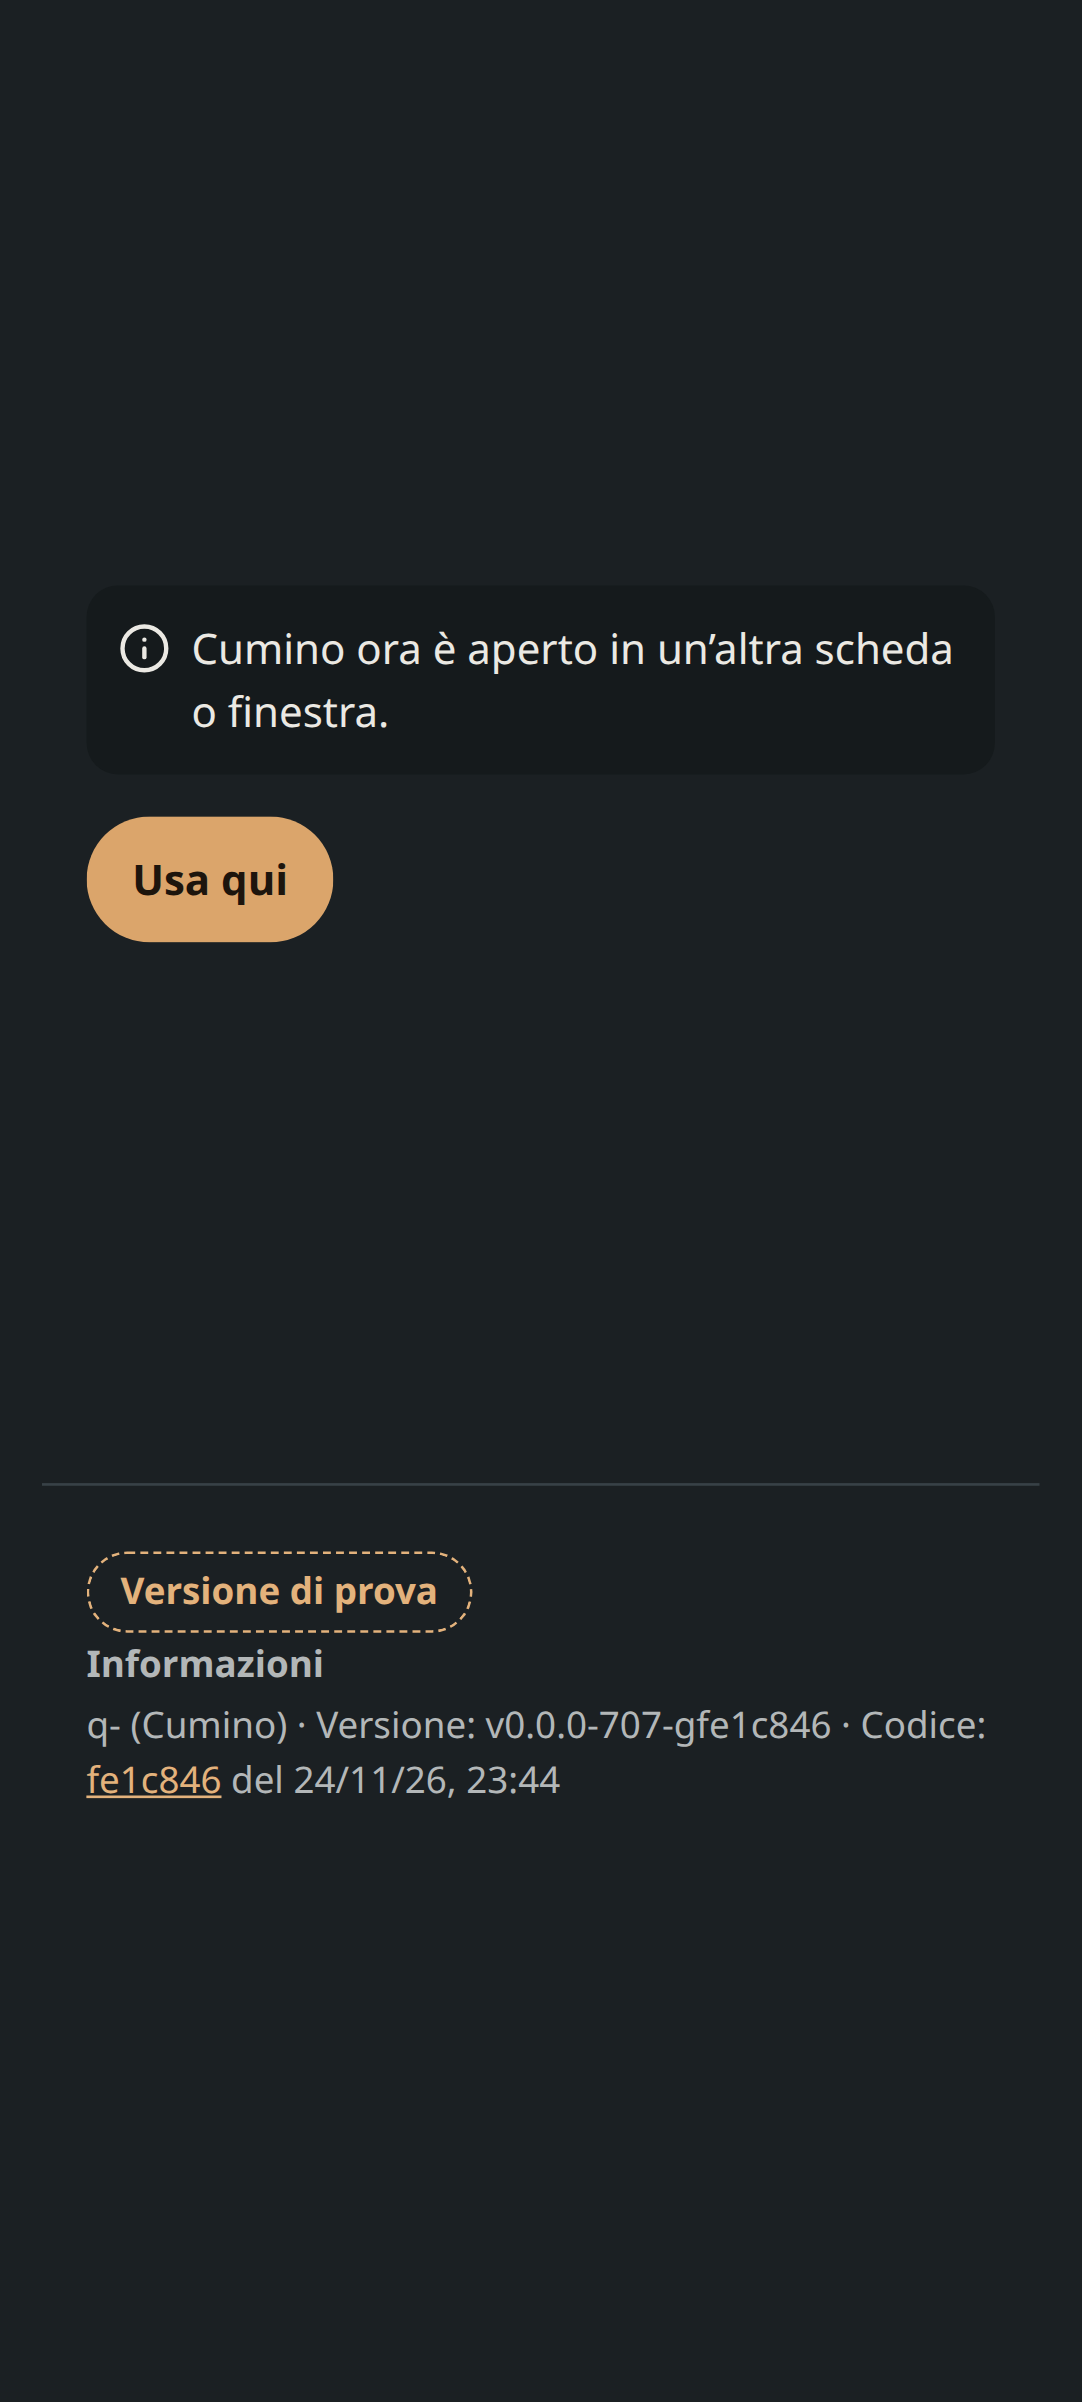 Cumino ora è aperto in un’altra scheda
o finestra.
Usa qui
Versione di prova
Informazioni
q- (Cumino) · Versione: v0.0.0-707-gfe1c846 · Codice:
fe1c846 del 24/11/26, 23:44